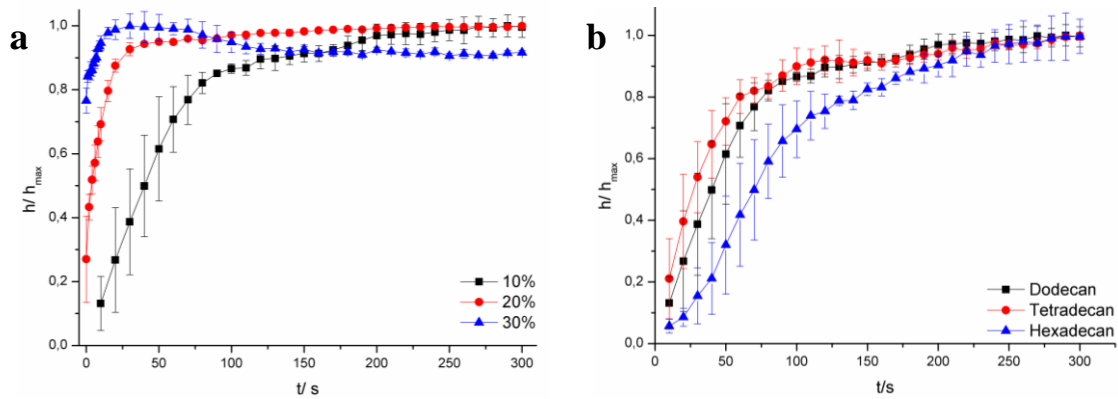 a
1,0
0,8
0,6
0,4
0,2
0,0
h/ h_max
0 50 100 150 200 250 300
t/ s
10%
20%
30%
b
1,0
0,8
0,6
0,4
0,2
0,0
h/ h_max
0 50 100 150 200 250 300
t/s
Dodecan
Tetradecan
Hexadecan